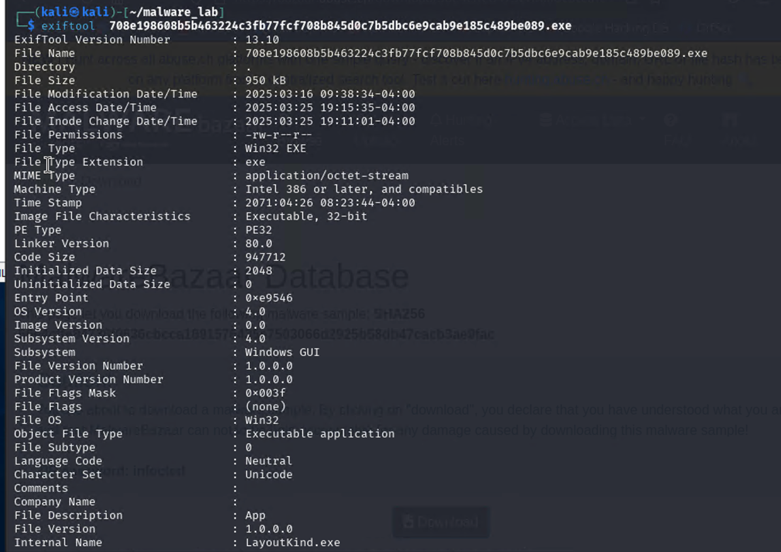 (kali㉿kali)-[~/malware_lab]
$ exiftool 708e198608b5b463224c3fb77fcf708b845d0c7b5dbc6e9cab9e185c489be089.exe
ExifTool Version Number : 13.10
File Name : 708e198608b5b463224c3fb77fcf708b845d0c7b5dbc6e9cab9e185c489be089.exe
Directory : .
File Size : 950 kB
File Modification Date/Time : 2025:03:16 09:38:34-04:00
File Access Date/Time : 2025:03:25 19:15:35-04:00
File Inode Change Date/Time : 2025:03:25 19:11:01-04:00
File Permissions : -rw-r--r--
File Type : Win32 EXE
File Type Extension : exe
MIME Type : application/octet-stream
Machine Type : Intel 386 or later, and compatibles
Time Stamp : 2071:04:26 08:23:44-04:00
Image File Characteristics : Executable, 32-bit
PE Type : PE32
Linker Version : 80.0
Code Size : 947712
Initialized Data Size : 2048
Uninitialized Data Size : 0
Entry Point : 0xe9546
OS Version : 4.0
Image Version : 0.0
Subsystem Version : 4.0
Subsystem : Windows GUI
File Version Number : 1.0.0.0
Product Version Number : 1.0.0.0
File Flags Mask : 0x003f
File Flags : (none)
File OS : Win32
Object File Type : Executable application
File Subtype : 0
Language Code : Neutral
Character Set : Unicode
Comments :
Company Name :
File Description : App
File Version : 1.0.0.0
Internal Name : LayoutKind.exe
Database
Download